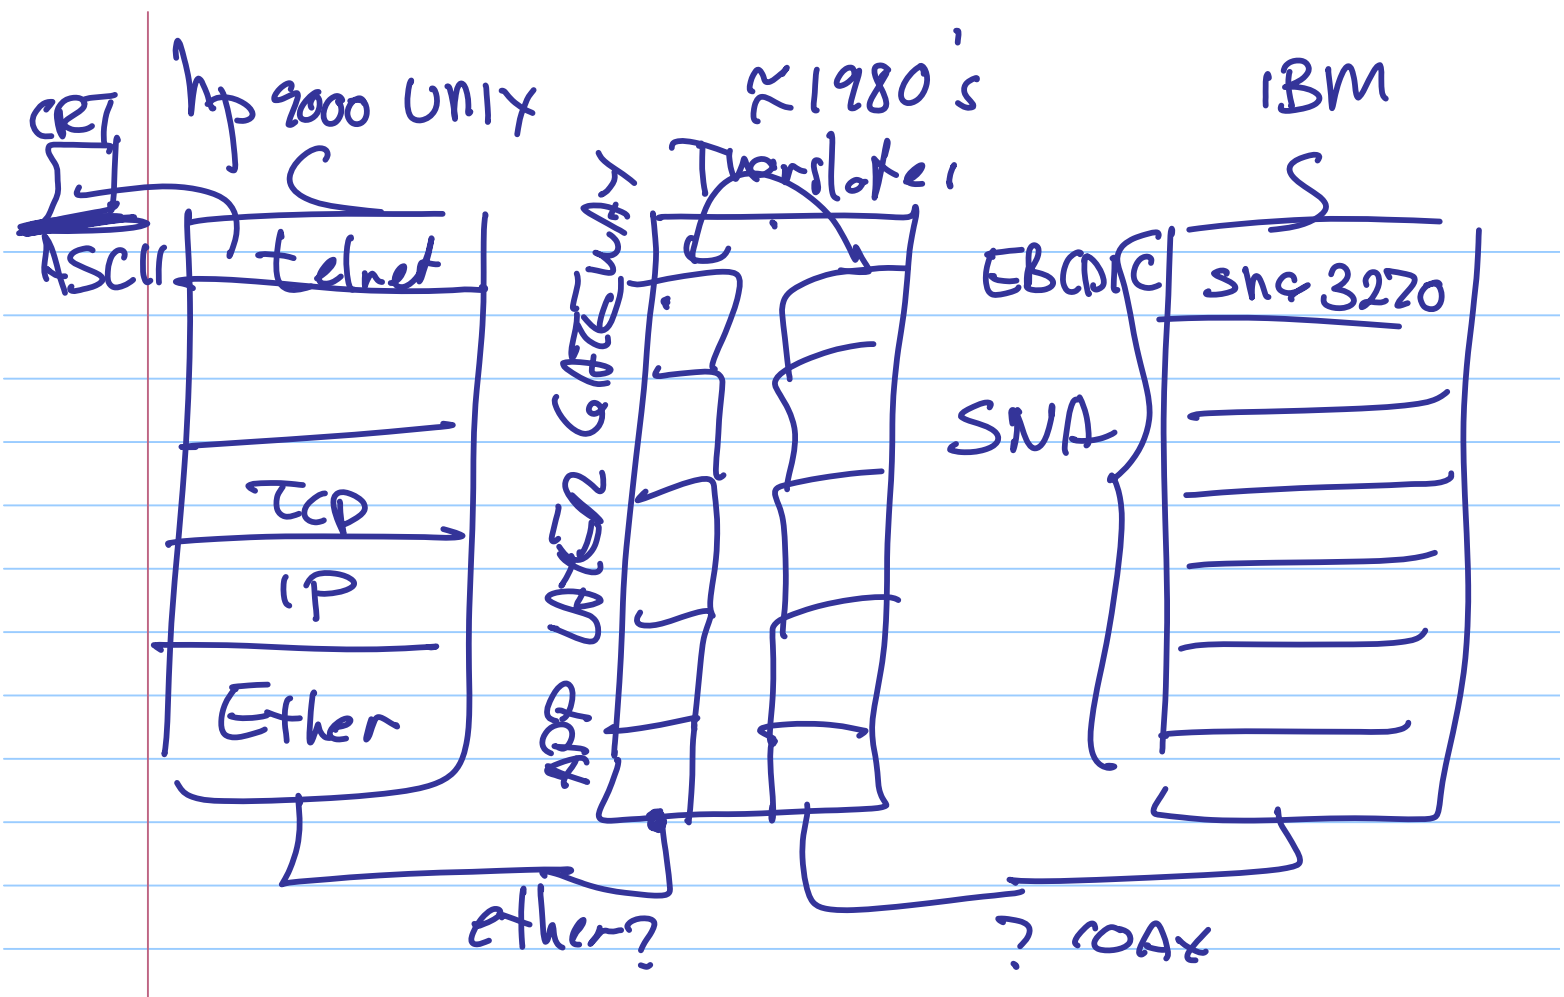 CRT
hp 9000 UNIX
≈1980's
IBM
C
Translator
S
ASCII
telnet
EBCDIC
sna 3270
SNA
TCP
IP
Ether
APP LAYER GATEWAY
ether?
? COAX